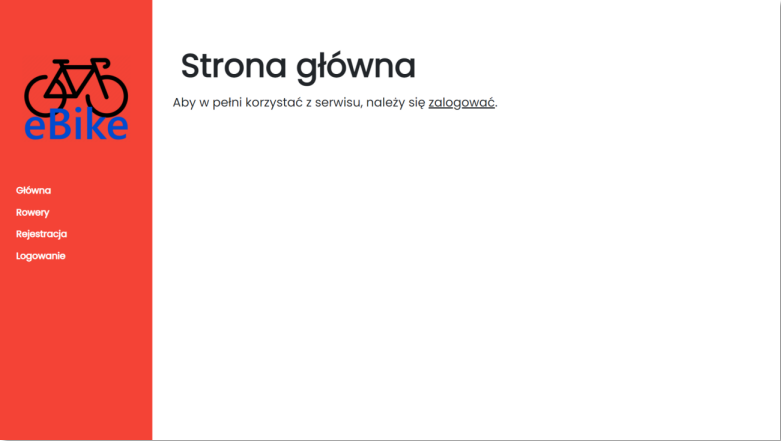 eBike
Główna
Rowery
Rejestracja
Logowanie
Strona główna
Aby w pełni korzystać z serwisu, należy się zalogować.